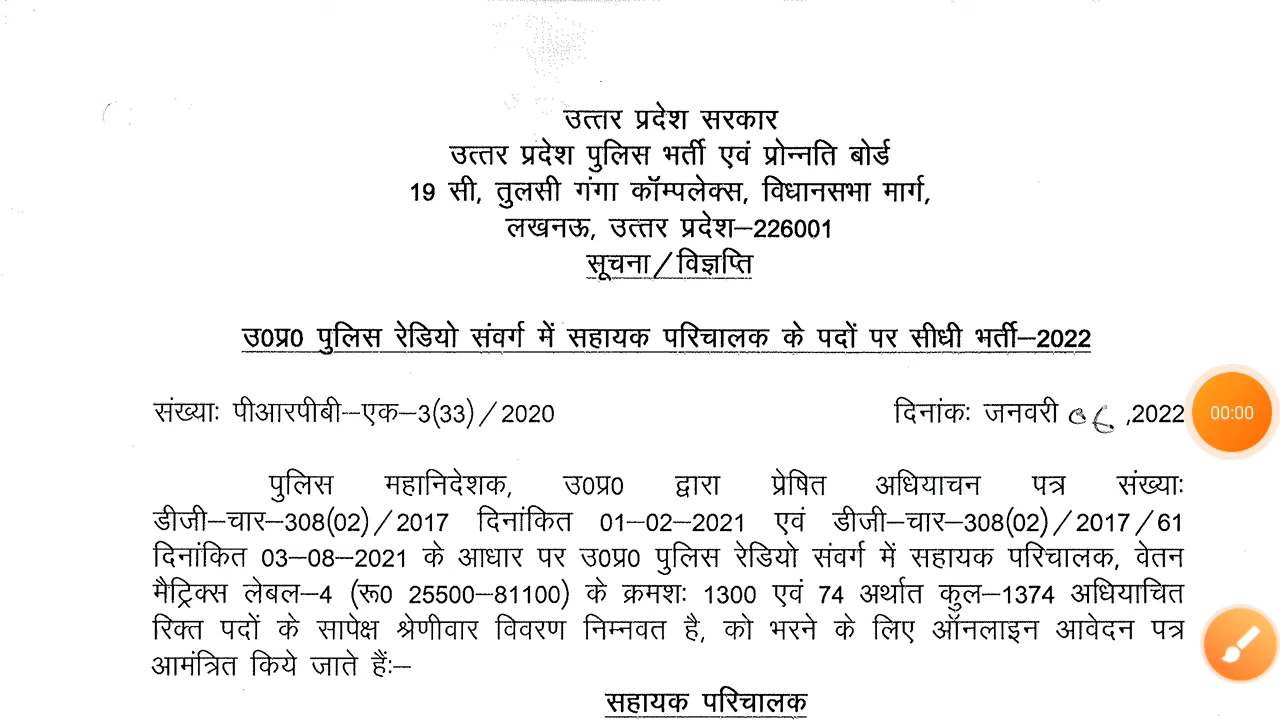 उत्तर प्रदेश सरकार
उत्तर प्रदेश पुलिस भर्ती एवं प्रोन्नति बोर्ड
19 सी, तुलसी गंगा कॉम्पलेक्स, विधानसभा मार्ग,
लखनऊ, उत्तर प्रदेश–226001
सूचना/विज्ञप्ति
उ0प्र0 पुलिस रेडियो संवर्ग में सहायक परिचालक के पदों पर सीधी भर्ती–2022
संख्याः पीआरपीबी–एक–3(33)/2020 दिनांकः जनवरी 06,2022
00:00
पुलिस महानिदेशक, उ0प्र0 द्वारा प्रेषित अधियाचन पत्र संख्याः
डीजी–चार–308(02)/2017 दिनांकित 01–02–2021 एवं डीजी–चार–308(02)/2017/61
दिनांकित 03–08–2021 के आधार पर उ0प्र0 पुलिस रेडियो संवर्ग में सहायक परिचालक, वेतन
मैट्रिक्स लेबल–4 (रू0 25500–81100) के क्रमशः 1300 एवं 74 अर्थात कुल–1374 अधियाचित
रिक्त पदों के सापेक्ष श्रेणीवार विवरण निम्नवत है, को भरने के लिए ऑनलाइन आवेदन पत्र
आमंत्रित किये जाते हैंः–
सहायक परिचालक